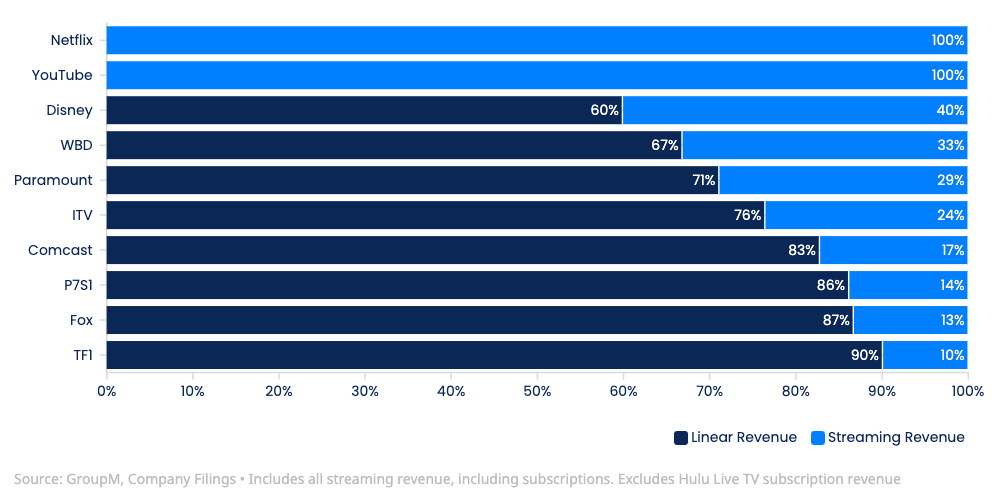 Netflix 100%
YouTube 100%
Disney 60% 40%
WBD 67% 33%
Paramount 71% 29%
ITV 76% 24%
Comcast 83% 17%
P7S1 86% 14%
Fox 87% 13%
TF1 90% 10%
0% 10% 20% 30% 40% 50% 60% 70% 80% 90% 100%
Linear Revenue Streaming Revenue
Source: GroupM, Company Filings • Includes all streaming revenue, including subscriptions. Excludes Hulu Live TV subscription revenue